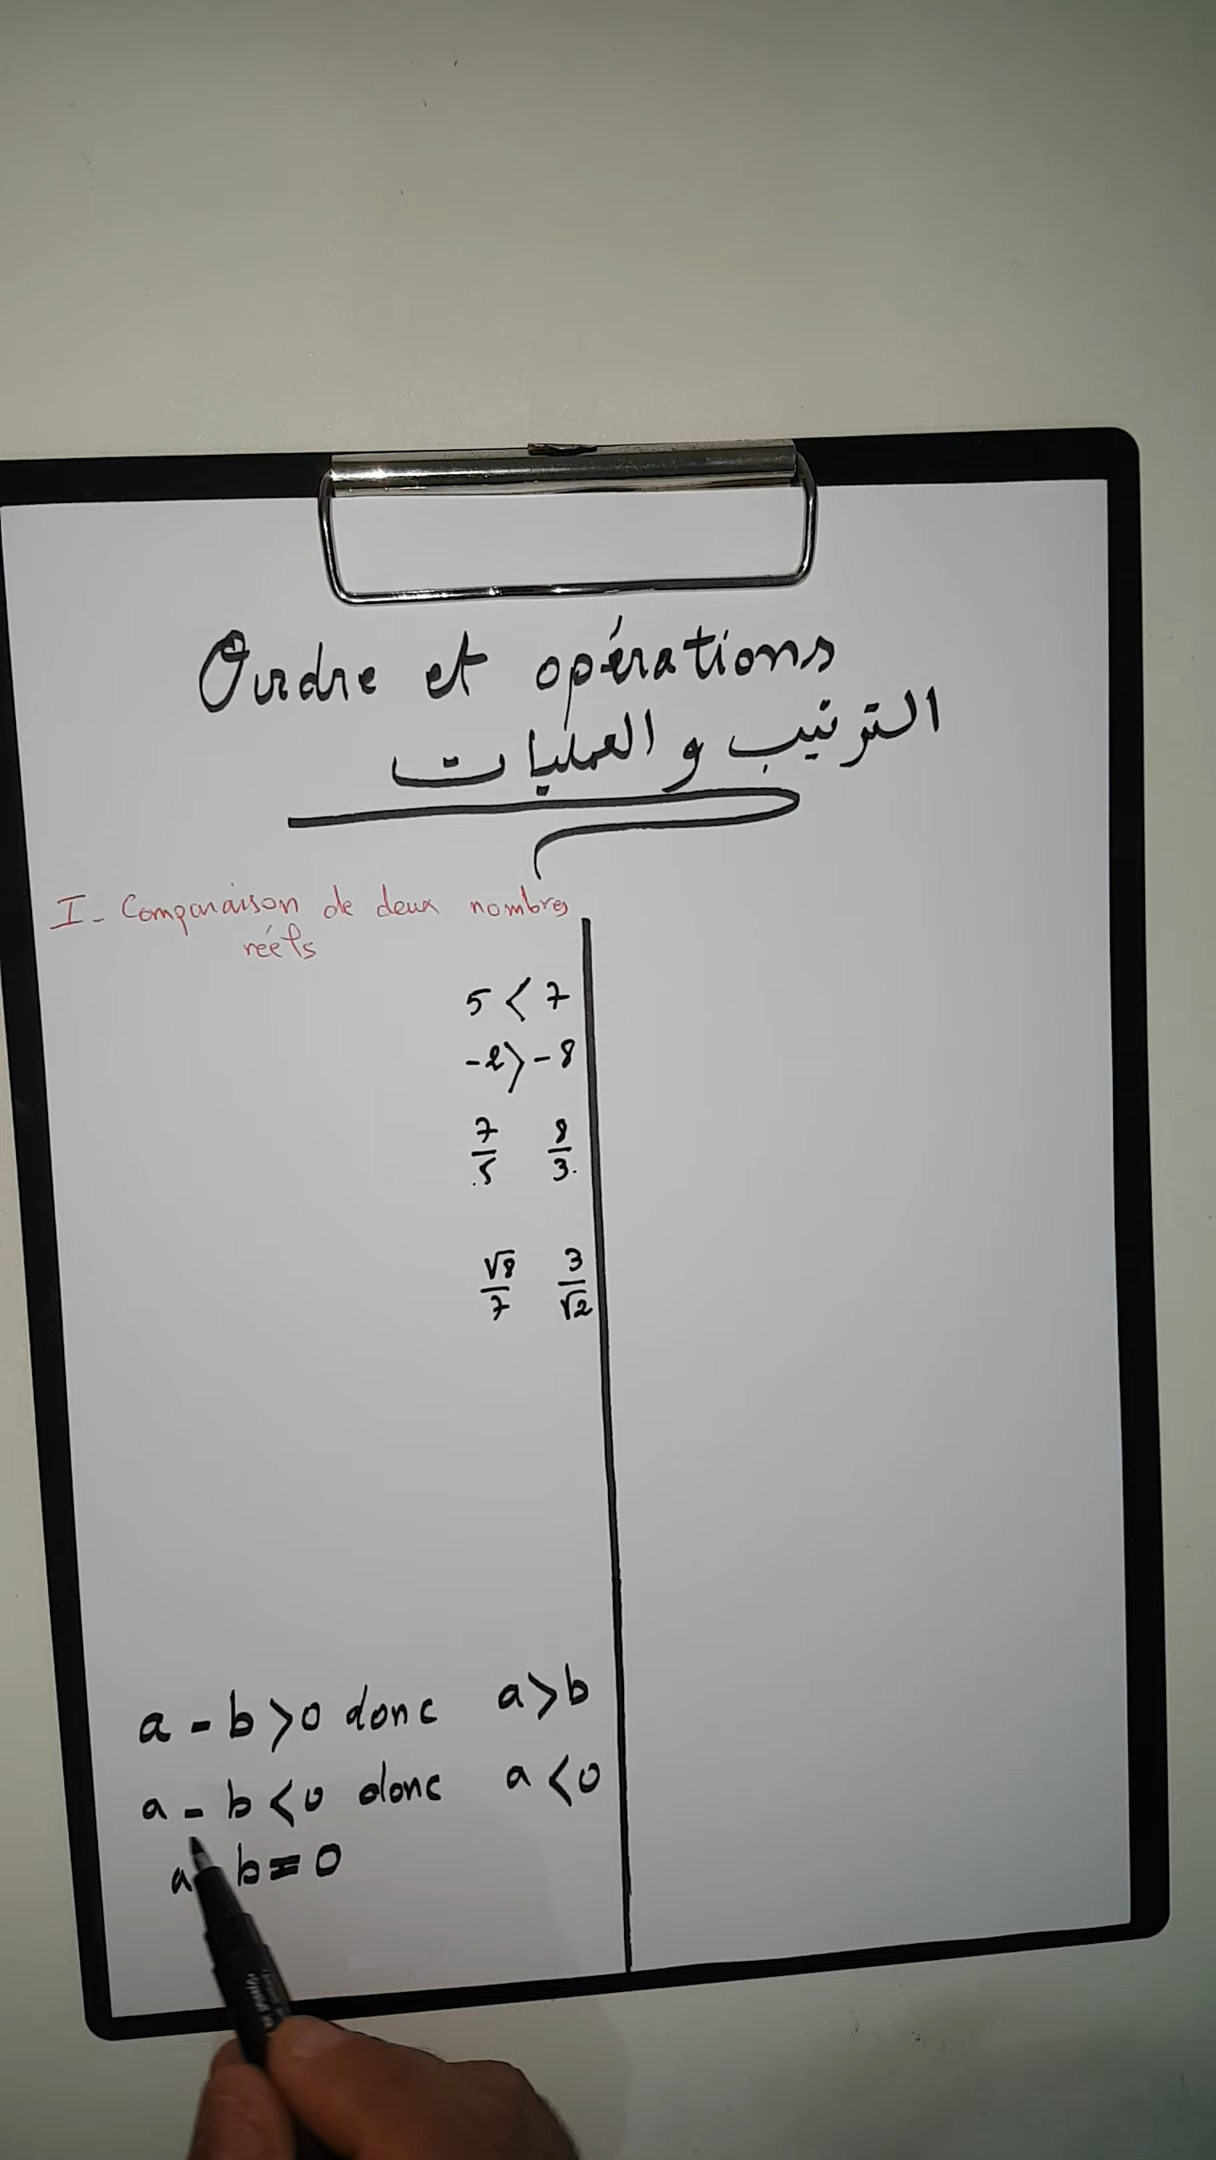 Ordre et opérations
الترتيب و العمليات
I - Comparaison de deux nombres
réels
5 < 7
-2 > -8
7/5 8/3
√8/7 3/√2
a - b > 0 donc a > b
a - b < 0 donc a < 0
a b = 0